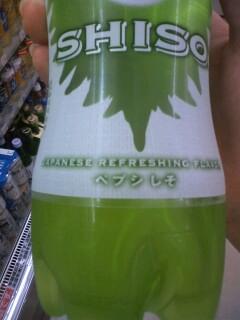 SHISO
JAPANESE REFRESHING FLAVOR
ペプシ しそ